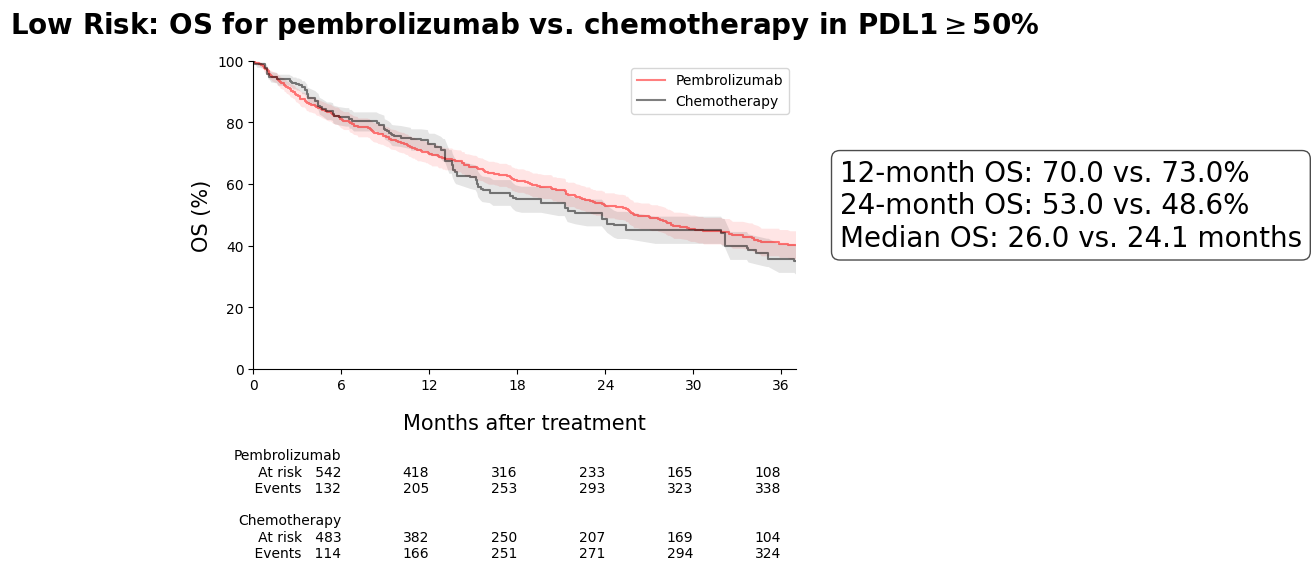 Low Risk: OS for pembrolizumab vs. chemotherapy in PDL1 ≥ 50%
Pembrolizumab
Chemotherapy
100
80
60
40
20
0
OS (%)
0 6 12 18 24 30 36
Months after treatment
12-month OS: 70.0 vs. 73.0%
24-month OS: 53.0 vs. 48.6%
Median OS: 26.0 vs. 24.1 months
Pembrolizumab
At risk 542 418 316 233 165 108
Events 132 205 253 293 323 338
Chemotherapy
At risk 483 382 250 207 169 104
Events 114 166 251 271 294 324